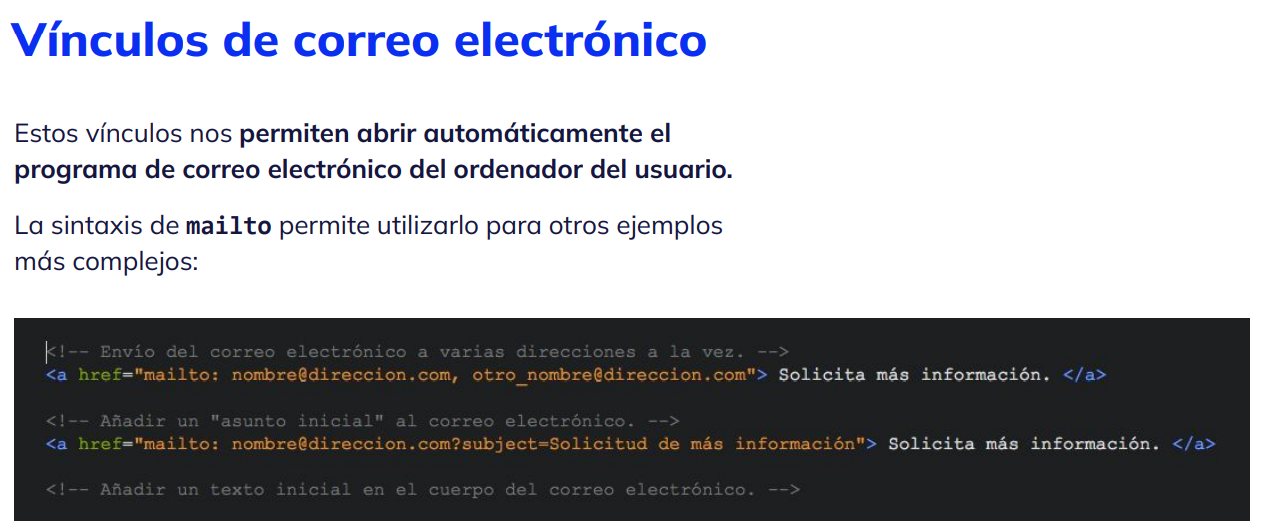 Vínculos de correo electrónico
Estos vínculos nos permiten abrir automáticamente el
programa de correo electrónico del ordenador del usuario.
La sintaxis de mailto permite utilizarlo para otros ejemplos
más complejos:
<!-- Envío del correo electrónico a varias direcciones a la vez. -->
<a href="mailto: nombre@direccion.com, otro_nombre@direccion.com"> Solicita más información. </a>
<!-- Añadir un "asunto inicial" al correo electrónico. -->
<a href="mailto: nombre@direccion.com?subject=Solicitud de más información"> Solicita más información. </a>
<!-- Añadir un texto inicial en el cuerpo del correo electrónico. -->